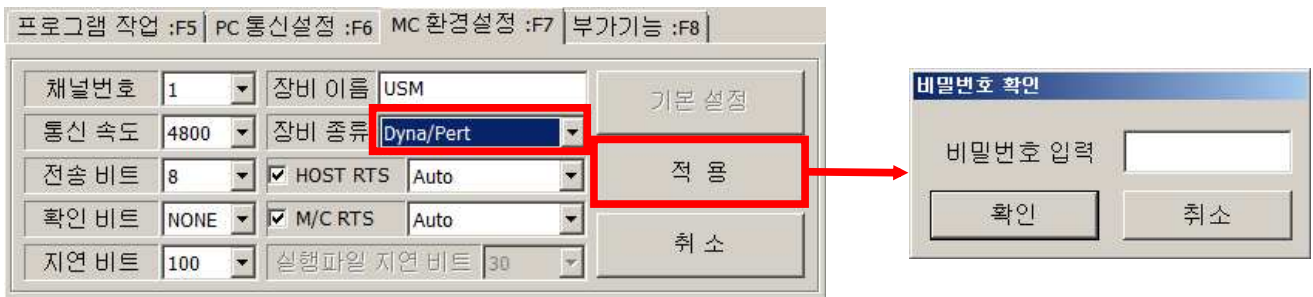 프로그램 작업 :F5 PC 통신설정 :F6 MC 환경설정 :F7 부가기능 :F8
채널번호 1 장비 이름 USM 기본 설정
통신 속도 4800 장비 종류 Dyna/Pert
전송 비트 8 HOST RTS Auto 적 용
확인 비트 NONE M/C RTS Auto
취 소
지연 비트 100 실행파일 지연 비트 30
비밀번호 확인
비밀번호 입력
확인 취소